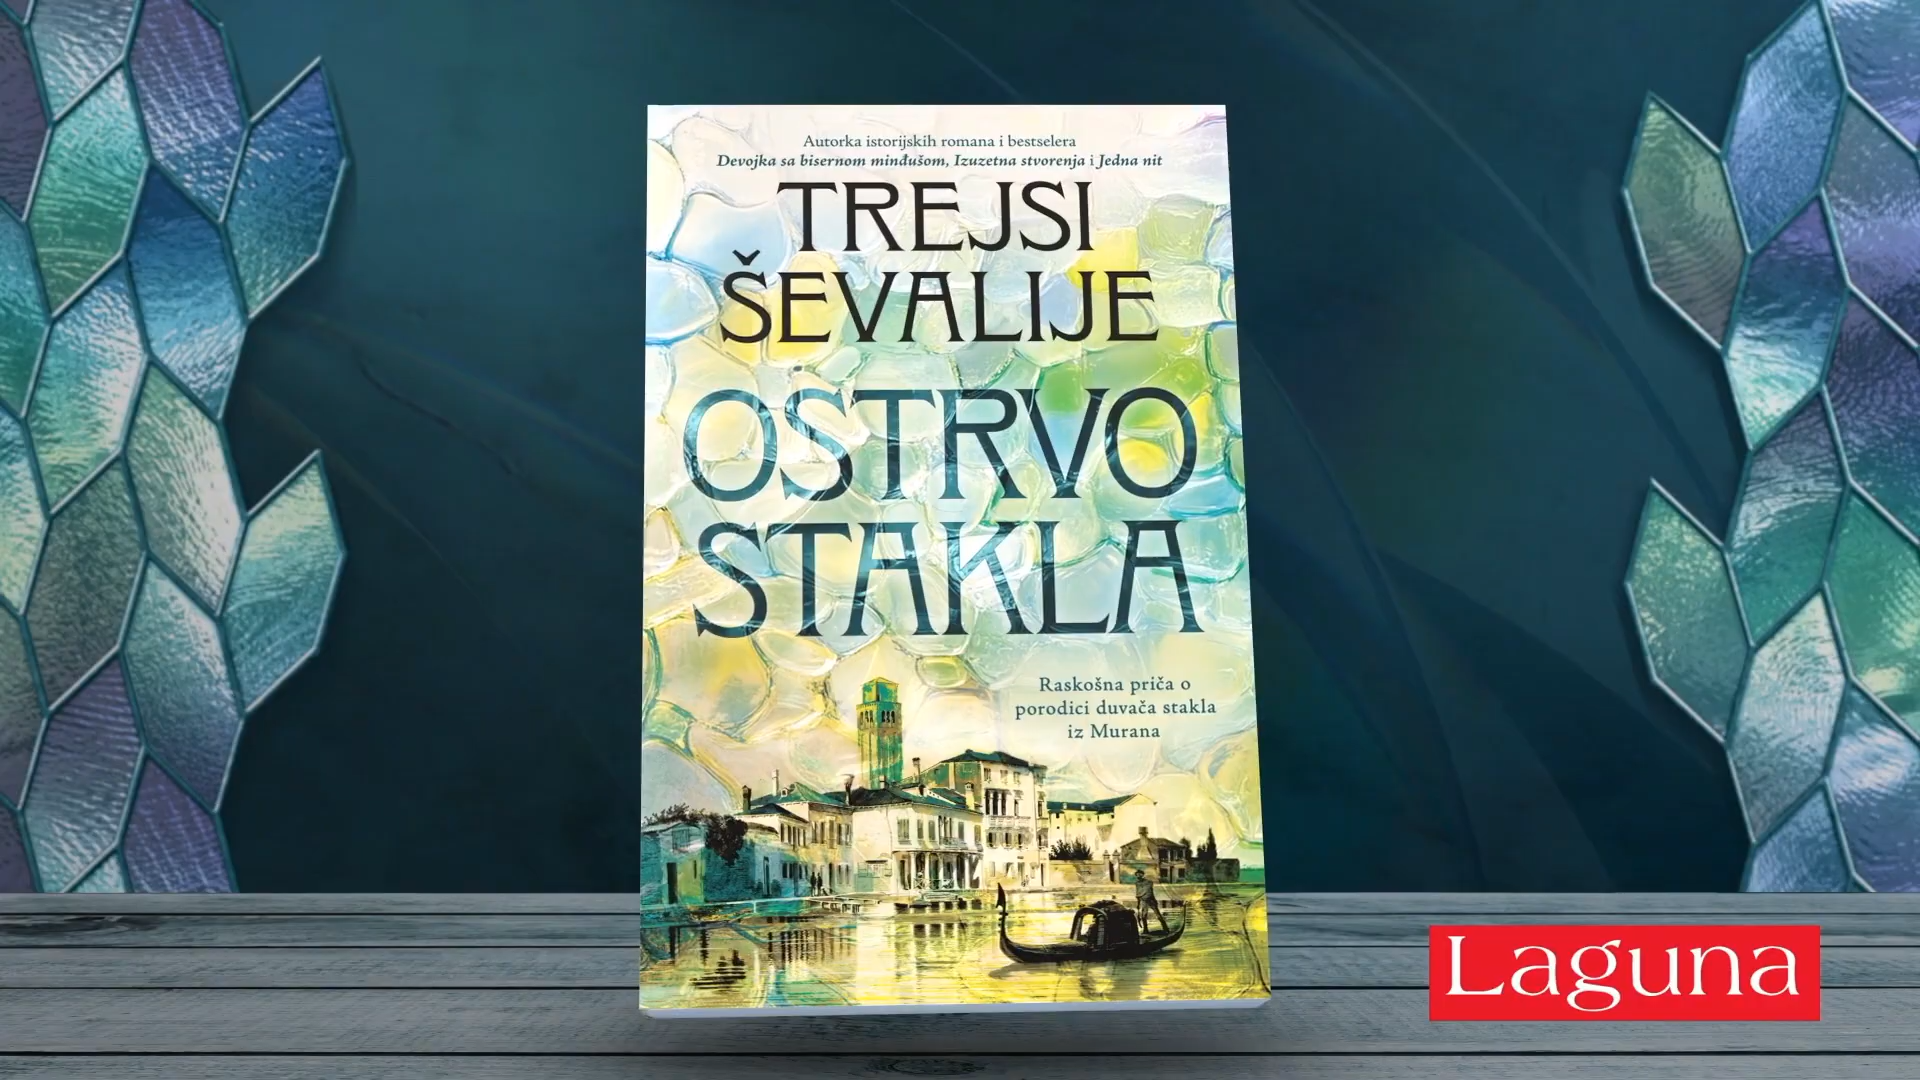 Autorka istorijskih romana i bestselera
Devojka sa bisernom minđušom, Izuzetna stvorenja i Jedna nit
TREJSI
ŠEVALIJE
OSTRVO
STAKLA
Raskošna priča o
porodici duvača stakla
iz Murana
Laguna